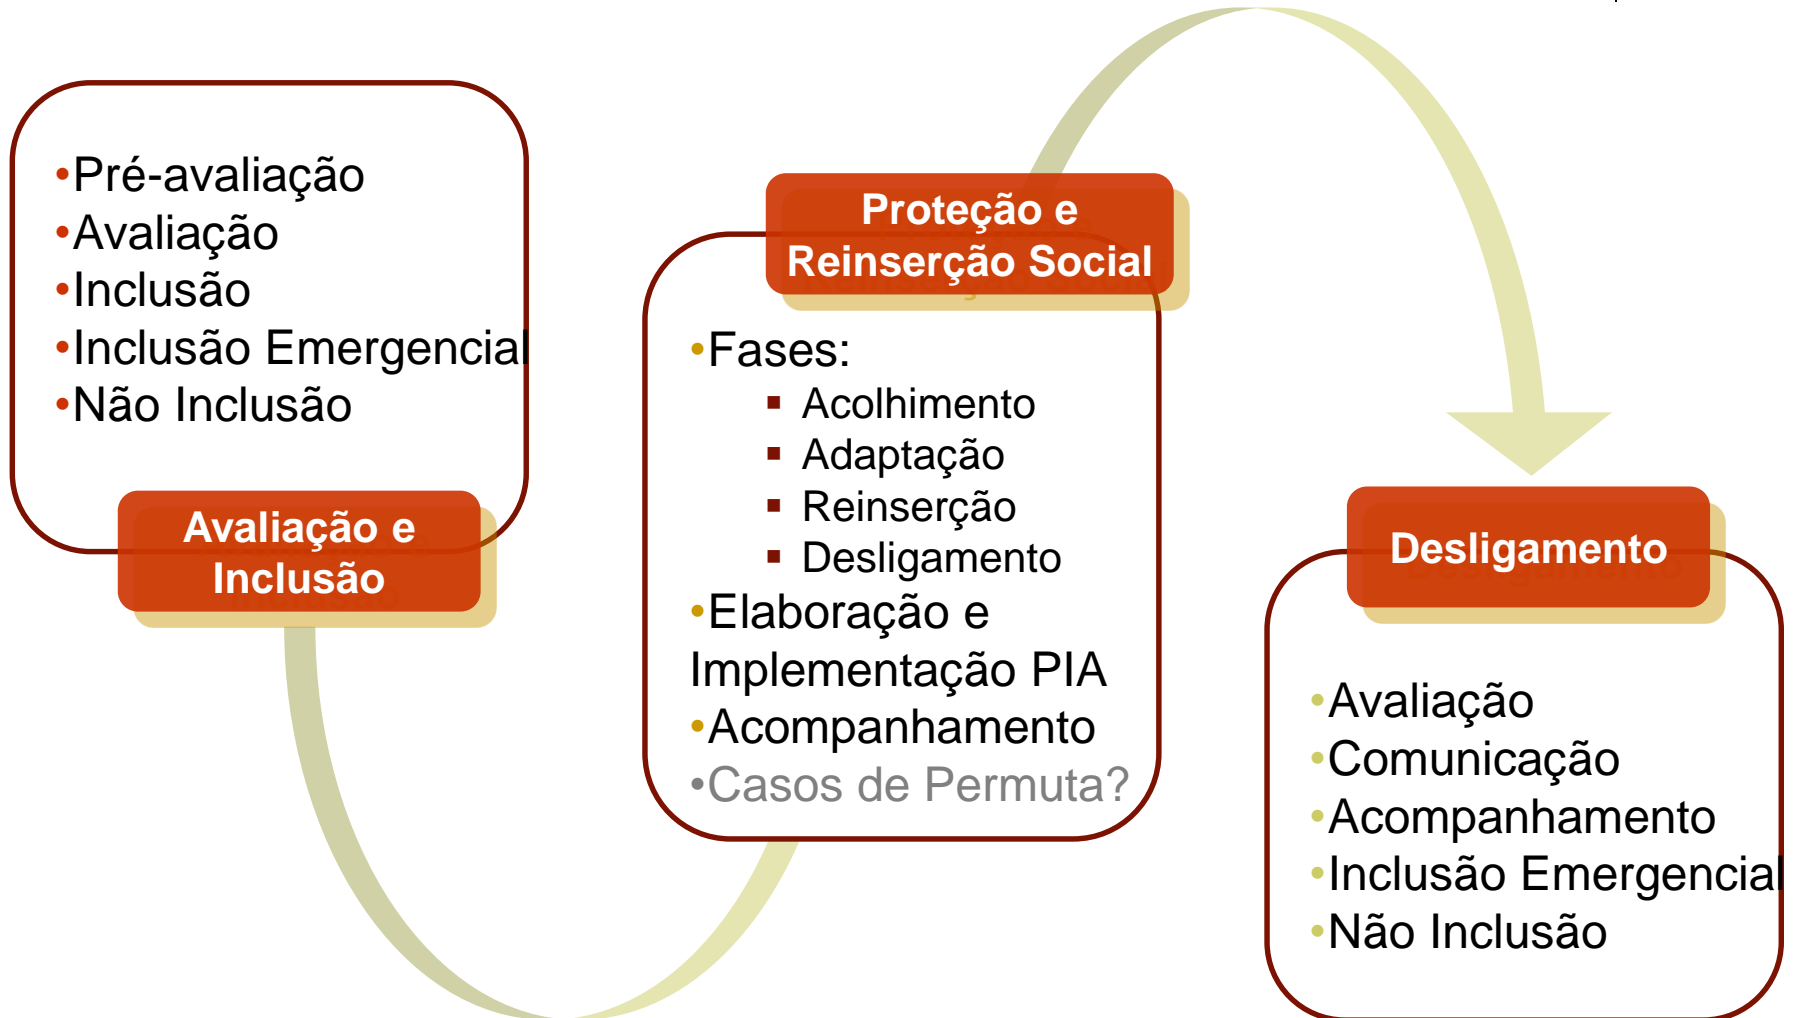 •Pré-avaliação
•Avaliação
•Inclusão
•Inclusão Emergencial
•Não Inclusão
Avaliação e
Inclusão
Proteção e
Reinserção Social
•Fases:
▪ Acolhimento
▪ Adaptação
▪ Reinserção
▪ Desligamento
•Elaboração e
Implementação PIA
•Acompanhamento
•Casos de Permuta?
Desligamento
•Avaliação
•Comunicação
•Acompanhamento
•Inclusão Emergencial
•Não Inclusão